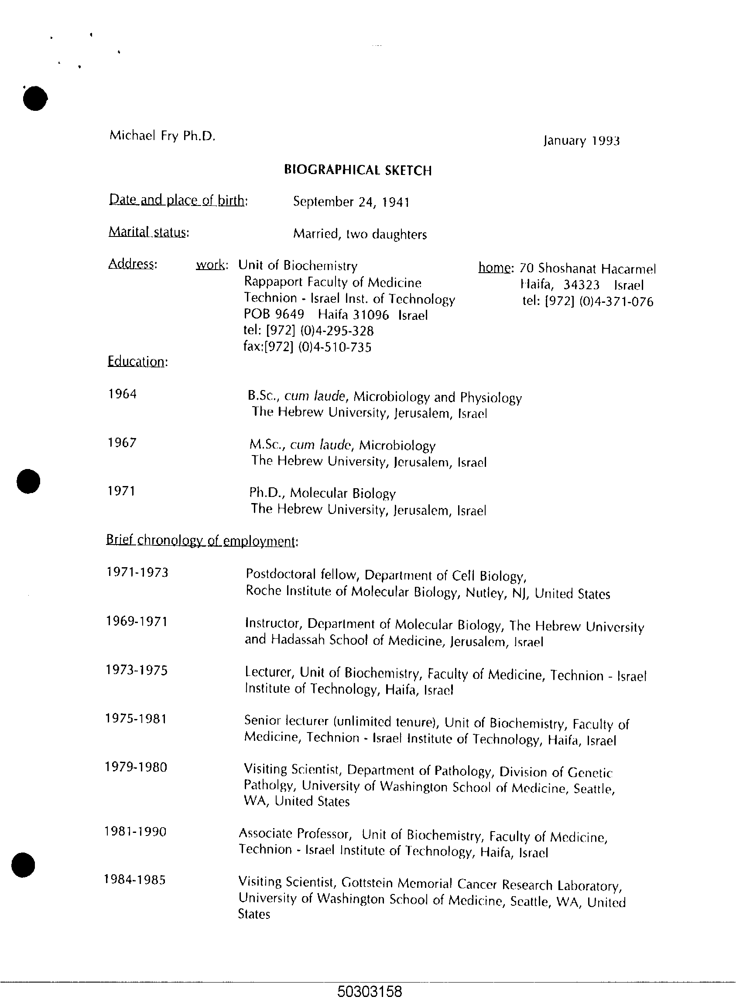 Michael Fry Ph.D.
January 1993
BIOGRAPHICAL SKETCH
Date and place of birth: September 24, 1941
Marital status: Married, two daughters
Address: work: Unit of Biochemistry home: 70 Shoshanat Hacarmel
Rappaport Faculty of Medicine Haifa, 34323 Israel
Technion - Israel Inst. of Technology tel: [972] (0)4-371-076
POB 9649 Haifa 31096 Israel
tel: [972] (0)4-295-328
fax:[972] (0)4-510-735
Education:
1964 B.Sc., cum laude, Microbiology and Physiology
The Hebrew University, Jerusalem, Israel
1967 M.Sc., cum laude, Microbiology
The Hebrew University, Jerusalem, Israel
1971 Ph.D., Molecular Biology
The Hebrew University, Jerusalem, Israel
Brief chronology of employment:
1971-1973 Postdoctoral fellow, Department of Cell Biology,
Roche Institute of Molecular Biology, Nutley, NJ, United States
1969-1971 Instructor, Department of Molecular Biology, The Hebrew University
and Hadassah School of Medicine, Jerusalem, Israel
1973-1975 Lecturer, Unit of Biochemistry, Faculty of Medicine, Technion - Israel
Institute of Technology, Haifa, Israel
1975-1981 Senior lecturer (unlimited tenure), Unit of Biochemistry, Faculty of
Medicine, Technion - Israel Institute of Technology, Haifa, Israel
1979-1980 Visiting Scientist, Department of Pathology, Division of Genetic
Patholgy, University of Washington School of Medicine, Seattle,
WA, United States
1981-1990 Associate Professor, Unit of Biochemistry, Faculty of Medicine,
Technion - Israel Institute of Technology, Haifa, Israel
1984-1985 Visiting Scientist, Gottstein Memorial Cancer Research Laboratory,
University of Washington School of Medicine, Seattle, WA, United
States
50303158